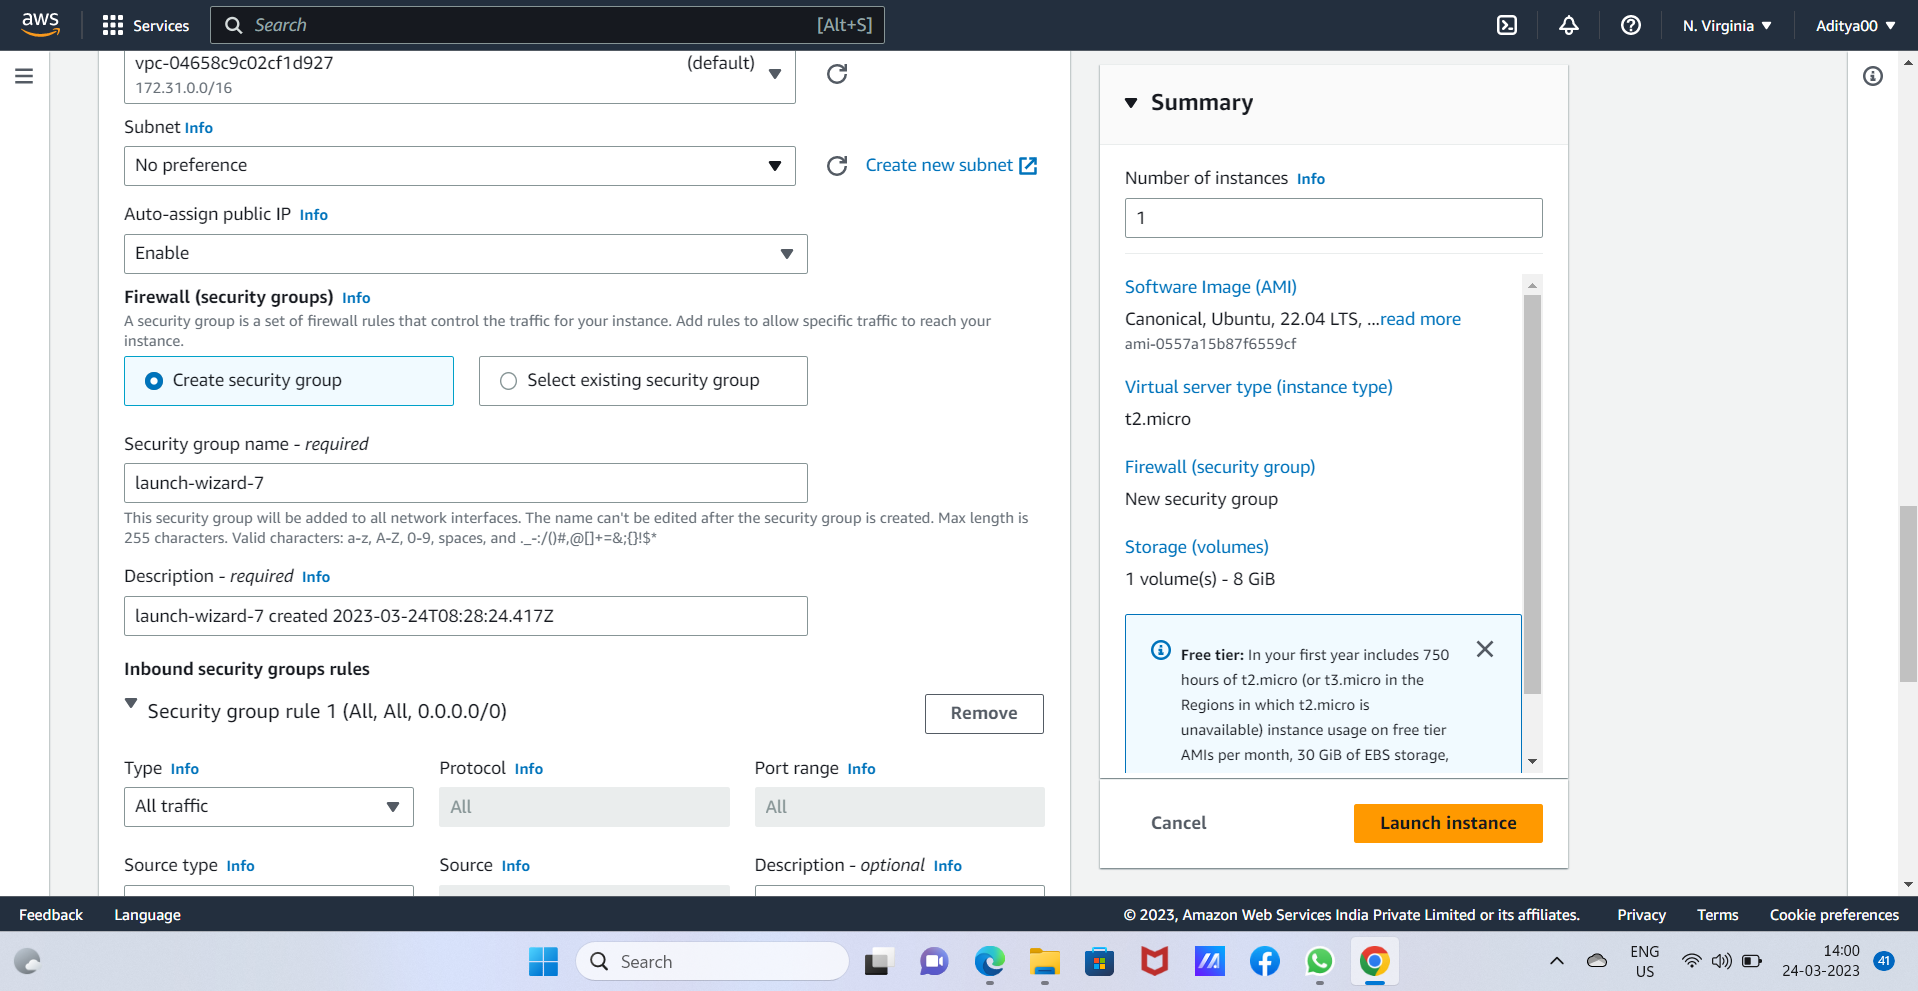 aws
Services
Search
[Alt+S]
N. Virginia
Aditya00
vpc-04658c9c02cf1d927
(default)
172.31.0.0/16
Subnet Info
No preference
Create new subnet
Auto-assign public IP Info
Enable
Firewall (security groups) Info
A security group is a set of firewall rules that control the traffic for your instance. Add rules to allow specific traffic to reach your
instance.
Create security group
Select existing security group
Security group name - required
launch-wizard-7
This security group will be added to all network interfaces. The name can't be edited after the security group is created. Max length is
255 characters. Valid characters: a-z, A-Z, 0-9, spaces, and ._-:/()#,@[]+=&;{}!$*
Description - required Info
launch-wizard-7 created 2023-03-24T08:28:24.417Z
Inbound security groups rules
Security group rule 1 (All, All, 0.0.0.0/0)
Remove
Type Info
Protocol Info
Port range Info
All traffic
All
All
Source type Info
Source Info
Description - optional Info
Summary
Number of instances Info
1
Software Image (AMI)
Canonical, Ubuntu, 22.04 LTS, ...read more
ami-0557a15b87f6559cf
Virtual server type (instance type)
t2.micro
Firewall (security group)
New security group
Storage (volumes)
1 volume(s) - 8 GiB
Free tier: In your first year includes 750
hours of t2.micro (or t3.micro in the
Regions in which t2.micro is
unavailable) instance usage on free tier
AMIs per month, 30 GiB of EBS storage,
Cancel
Launch instance
Feedback
Language
© 2023, Amazon Web Services India Private Limited or its affiliates.
Privacy
Terms
Cookie preferences
Search
ENG
US
14:00
24-03-2023
41